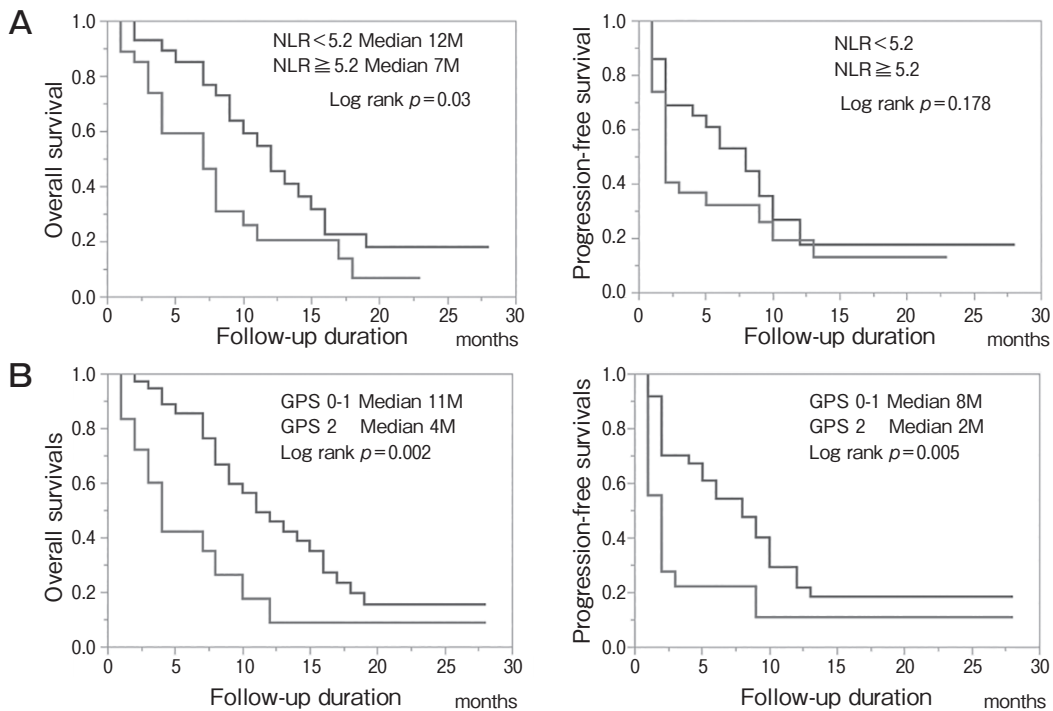 A
Overall survival
1.0
0.8
0.6
0.4
0.2
0.0
NLR<5.2 Median 12M
NLR≧5.2 Median 7M
Log rank p=0.03
0 5 10 15 20 25 30
Follow-up duration months
Progression-free survival
1.0
0.8
0.6
0.4
0.2
0.0
NLR<5.2
NLR≧5.2
Log rank p=0.178
0 5 10 15 20 25 30
Follow-up duration months
B
Overall survivals
1.0
0.8
0.6
0.4
0.2
0.0
GPS 0-1 Median 11M
GPS 2 Median 4M
Log rank p=0.002
0 5 10 15 20 25 30
Follow-up duration months
Progression-free survivals
1.0
0.8
0.6
0.4
0.2
0.0
GPS 0-1 Median 8M
GPS 2 Median 2M
Log rank p=0.005
0 5 10 15 20 25 30
Follow-up duration months